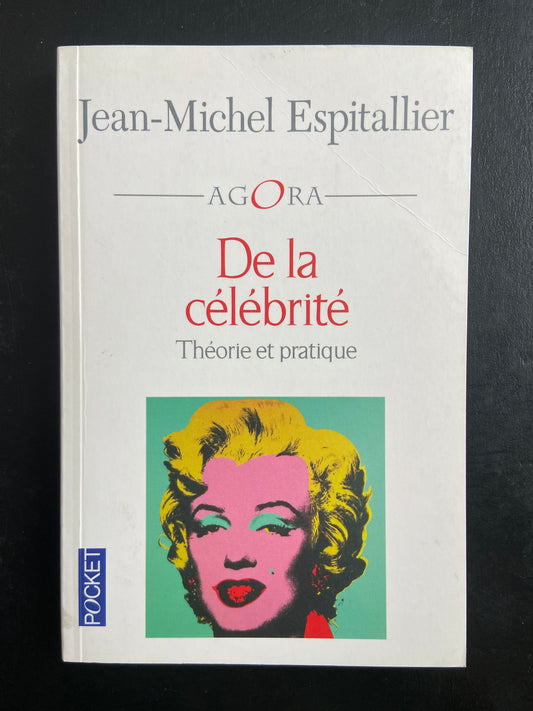 Jean-Michel Espitallier
AGORA
De la
célébrité
Théorie et pratique
POCKET